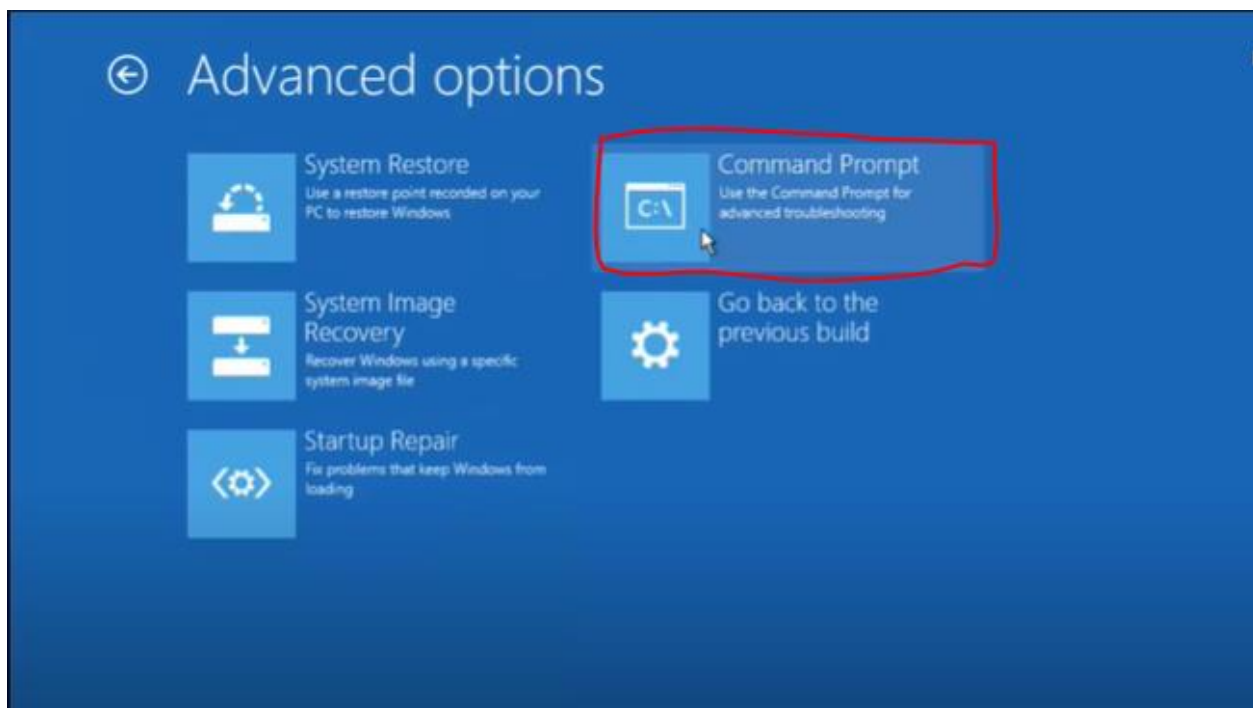 Advanced options
System Restore
Use a restore point recorded on your
PC to restore Windows
Command Prompt
Use the Command Prompt for
advanced troubleshooting
C:\
System Image
Recovery
Recover Windows using a specific
system image file
Go back to the
previous build
Startup Repair
Fix problems that keep Windows from
loading